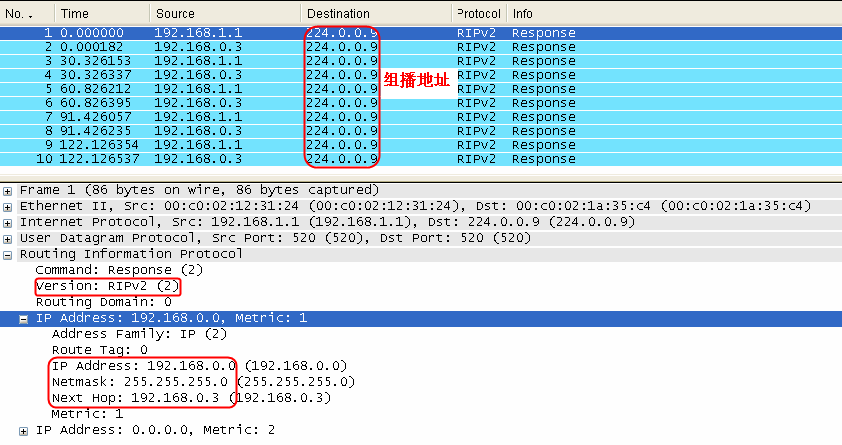 No. . Time Source Destination Protocol Info
1 0.000000 192.168.1.1 224.0.0.9 RIPv2 Response
2 0.000182 192.168.0.3 224.0.0.9 RIPv2 Response
3 30.326153 192.168.1.1 224.0.0.9 RIPv2 Response
4 30.326337 192.168.0.3 224.0.0.9 RIPv2 Response
组播地址
5 60.826212 192.168.1.1 224.0.0.9 RIPv2 Response
6 60.826395 192.168.0.3 224.0.0.9 RIPv2 Response
7 91.426057 192.168.1.1 224.0.0.9 RIPv2 Response
8 91.426235 192.168.0.3 224.0.0.9 RIPv2 Response
9 122.126354 192.168.1.1 224.0.0.9 RIPv2 Response
10 122.126537 192.168.0.3 224.0.0.9 RIPv2 Response
Frame 1 (86 bytes on wire, 86 bytes captured)
Ethernet II, Src: 00:c0:02:12:31:24 (00:c0:02:12:31:24), Dst: 00:c0:02:1a:35:c4 (00:c0:02:1a:35:c4)
Internet Protocol, Src: 192.168.1.1 (192.168.1.1), Dst: 224.0.0.9 (224.0.0.9)
User Datagram Protocol, Src Port: 520 (520), Dst Port: 520 (520)
Routing Information Protocol
Command: Response (2)
Version: RIPv2 (2)
Routing Domain: 0
IP Address: 192.168.0.0, Metric: 1
Address Family: IP (2)
Route Tag: 0
IP Address: 192.168.0.0 (192.168.0.0)
Netmask: 255.255.255.0 (255.255.255.0)
Next Hop: 192.168.0.3 (192.168.0.3)
Metric: 1
IP Address: 0.0.0.0, Metric: 2